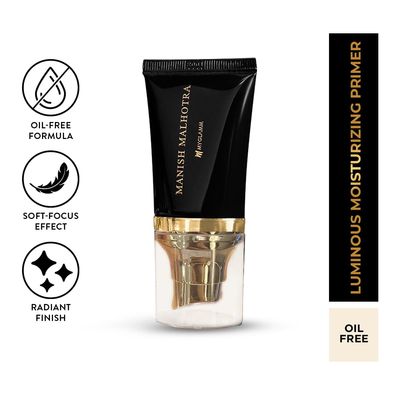 OIL-FREE
FORMULA
SOFT-FOCUS
EFFECT
RADIANT
FINISH
MANISH MALHOTRA
MYGLAMM
LUMINOUS MOISTURIZING PRIMER
OIL
FREE